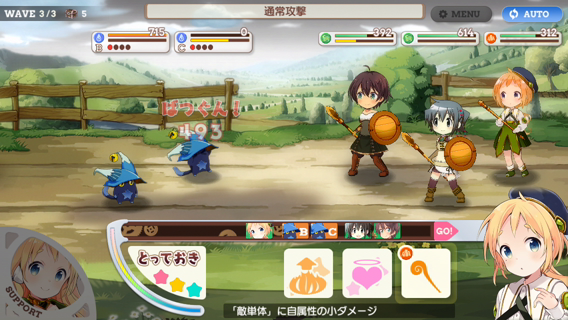 WAVE 3/3 5
通常攻撃
MENU
AUTO
715
B
0
C
392
614
312
ばつぐん!
493
B
C
GO!
とっておき
SUPPORT
「敵単体」に自属性の小ダメージ